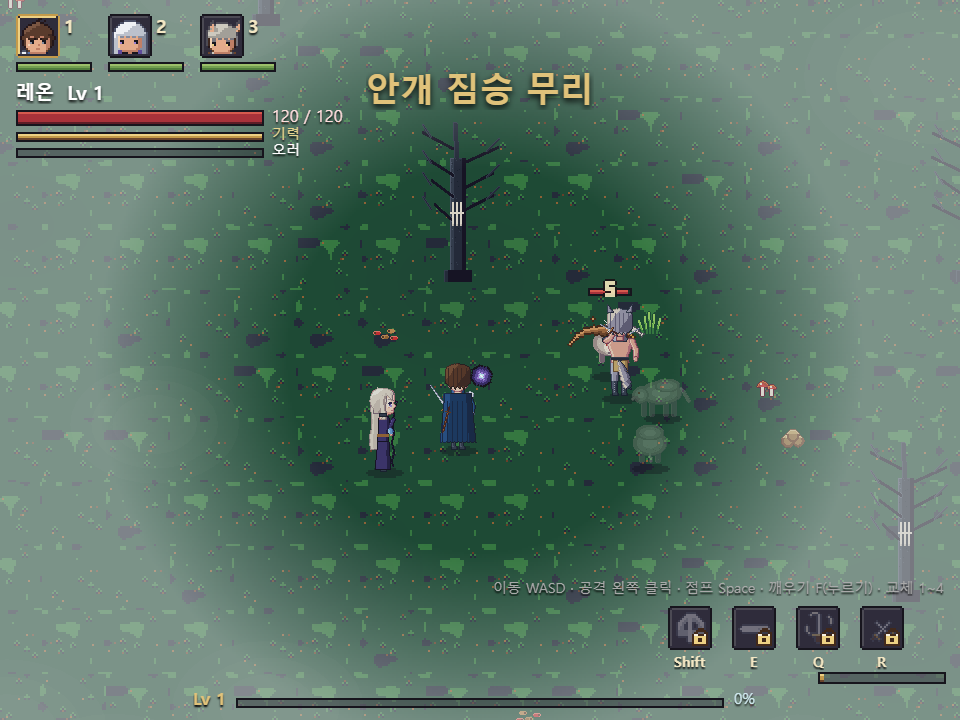 1 2 3
레온 Lv 1
안개 짐승 무리
120 / 120
기력
오러
5
이동 WASD · 공격 왼쪽 클릭 · 점프 Space · 깨우기 F(누르기) · 교체 1~4
Shift E Q R
Lv 1 0%